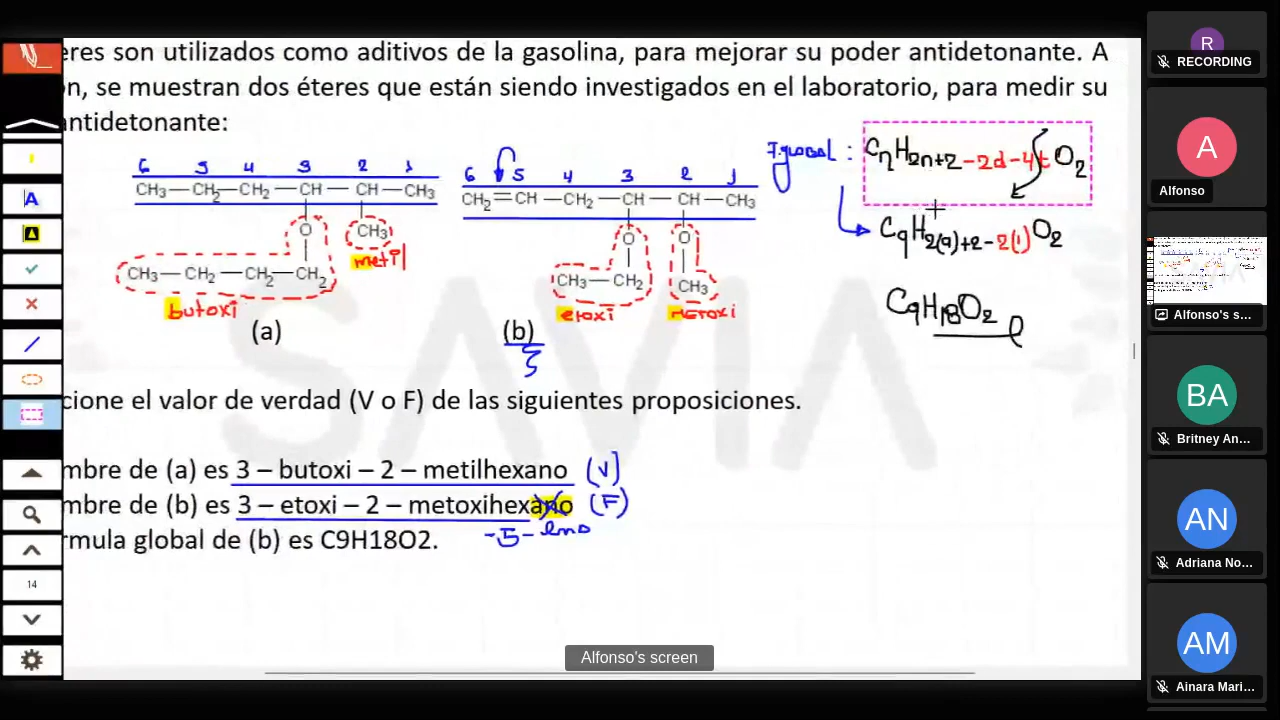 eres son utilizados como aditivos de la gasolina, para mejorar su poder antidetonante. A
ón, se muestran dos éteres que están siendo investigados en el laboratorio, para medir su
antidetonante:
6 5 4 3 2 1
CH3—CH2—CH2—CH—CH—CH3
O CH3
CH3—CH2—CH2—CH2
metil
butoxi
(a)
6 5 4 3 2 1
CH2=CH—CH2—CH—CH—CH3
O O
CH3—CH2 CH3
etoxi metoxi
(b)
F.global : CnH2n+2-2d-4t O2
C9H2(9)+2-2(1)O2
C9H18O2
SAVIA
cione el valor de verdad (V o F) de las siguientes proposiciones.
mbre de (a) es 3 – butoxi – 2 – metilhexano (V)
mbre de (b) es 3 – etoxi – 2 – metoxihexano (F)
-5-eno
rmula global de (b) es C9H18O2.
14
A
Alfonso's screen
R
RECORDING
A
Alfonso
Alfonso's s...
BA
Britney An...
AN
Adriana No...
AM
Ainara Mari...